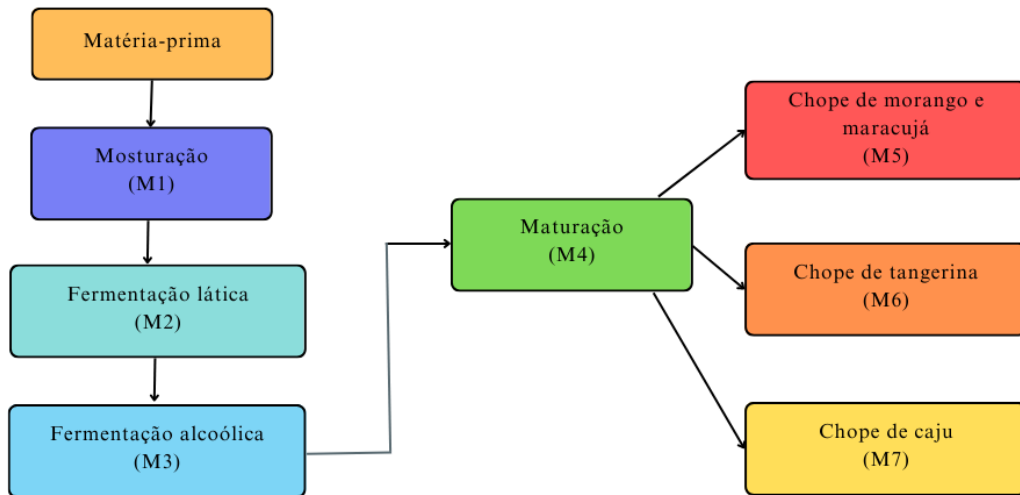 Matéria-prima
Mosturação
(M1)
Fermentação lática
(M2)
Fermentação alcoólica
(M3)
Maturação
(M4)
Chope de morango e
maracujá
(M5)
Chope de tangerina
(M6)
Chope de caju
(M7)